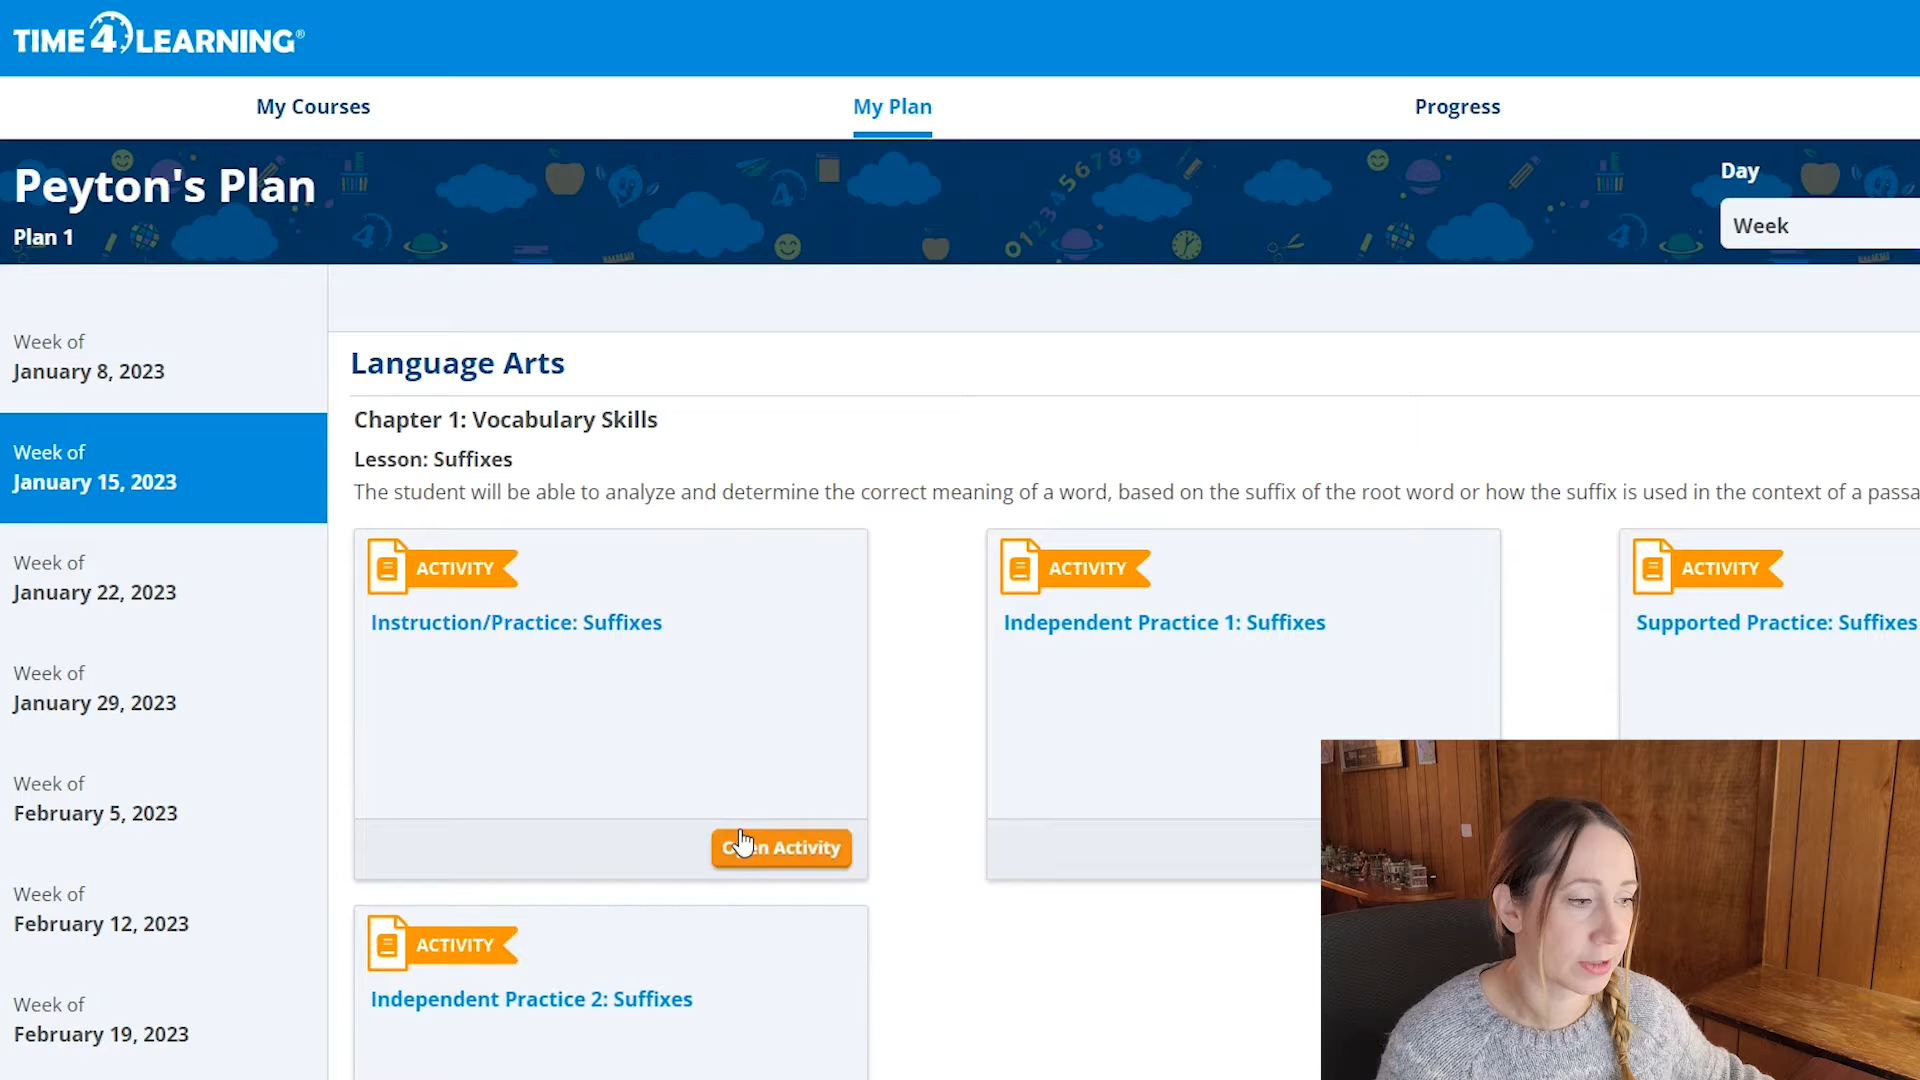 TIME 4 LEARNING®
My Courses
My Plan
Progress
Peyton's Plan
Plan 1
Day
Week
Week of
January 8, 2023
Week of
January 15, 2023
Week of
January 22, 2023
Week of
January 29, 2023
Week of
February 5, 2023
Week of
February 12, 2023
Week of
February 19, 2023
Language Arts
Chapter 1: Vocabulary Skills
Lesson: Suffixes
The student will be able to analyze and determine the correct meaning of a word, based on the suffix of the root word or how the suffix is used in the context of a passa
ACTIVITY
Instruction/Practice: Suffixes
Activity
ACTIVITY
Independent Practice 1: Suffixes
ACTIVITY
Supported Practice: Suffixes
ACTIVITY
Independent Practice 2: Suffixes